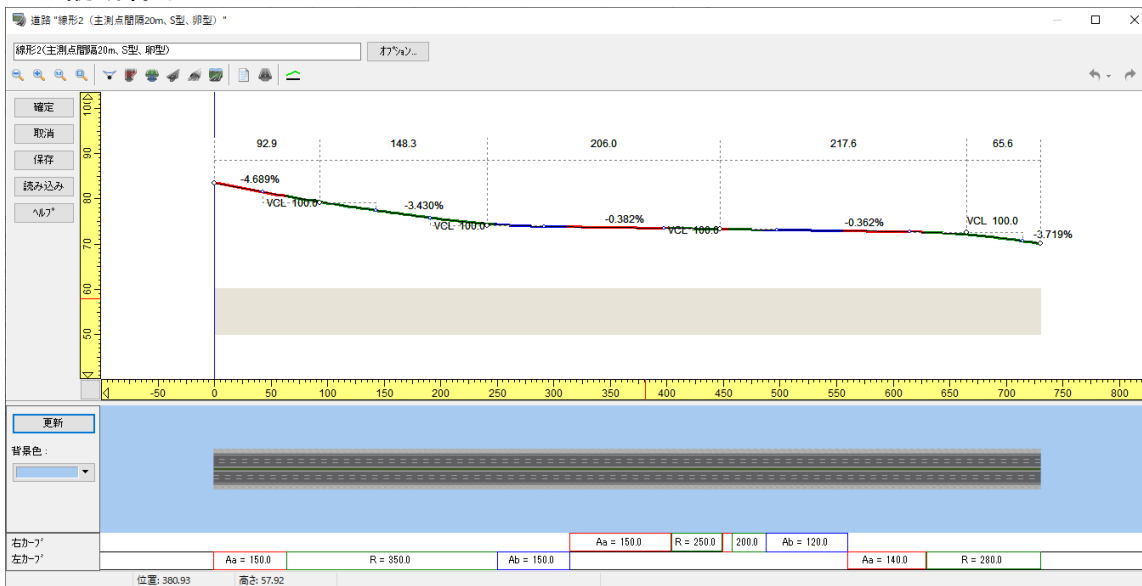 道路 "線形2（主測点間隔20m、S型、卵型）"
線形2(主測点間隔20m、S型、卵型)
ｵﾌﾟｼｮﾝ...
確定
取消
保存
読み込み
ﾍﾙﾌﾟ
100
90
80
70
60
50
92.9 148.3 206.0 217.6 65.6
-4.689%
VCL 100.0
-3.430%
VCL 100.0
-0.382%
VCL 100.0
-0.362%
VCL 100.0
-3.719%
-50 0 50 100 150 200 250 300 350 400 450 500 550 600 650 700 750 800
更新
背景色：
右ｶｰﾌﾞ
Aa = 150.0 R = 250.0 200.0 Ab = 120.0
左ｶｰﾌﾞ
Aa = 150.0 R = 350.0 Ab = 150.0 Aa = 140.0 R = 280.0
位置: 380.93 高さ: 57.92